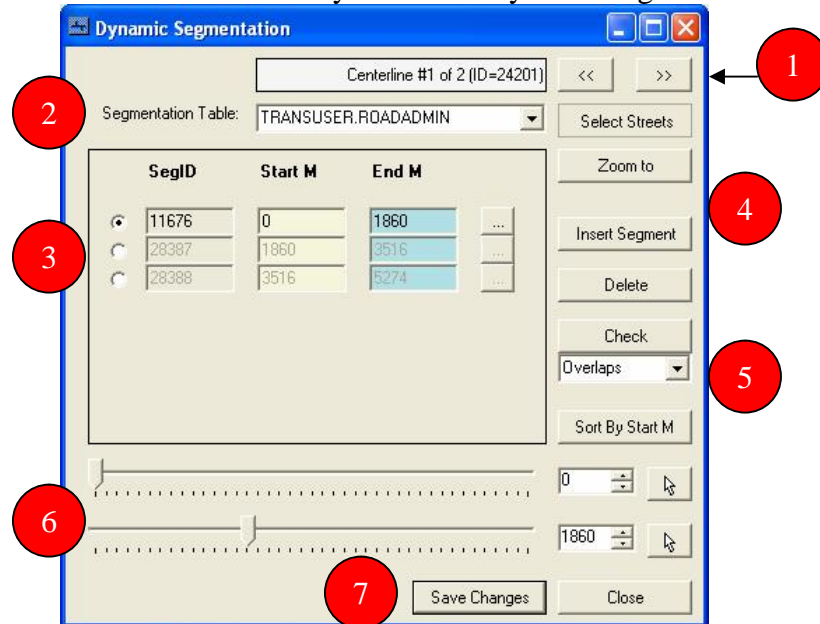 Dynamic Segmentation
Centerline #1 of 2 (ID=24201) << >> 1
2 Segmentation Table: TRANSUSER.ROADADMIN Select Streets
SegID Start M End M Zoom to
4
11676 0 1860 ... Insert Segment
3 28387 1860 3516 ...
28388 3516 5274 ... Delete
Check
Overlaps 5
Sort By Start M
0
6
1860
7 Save Changes Close